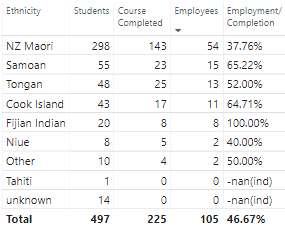 Ethnicity Students Course Completed Employees Employment/ Completion
NZ Maori 298 143 54 37.76%
Samoan 55 23 15 65.22%
Tongan 48 25 13 52.00%
Cook Island 43 17 11 64.71%
Fijian Indian 20 8 8 100.00%
Niue 8 5 2 40.00%
Other 10 4 2 50.00%
Tahiti 1 0 0 -nan(ind)
unknown 14 0 0 -nan(ind)
Total 497 225 105 46.67%